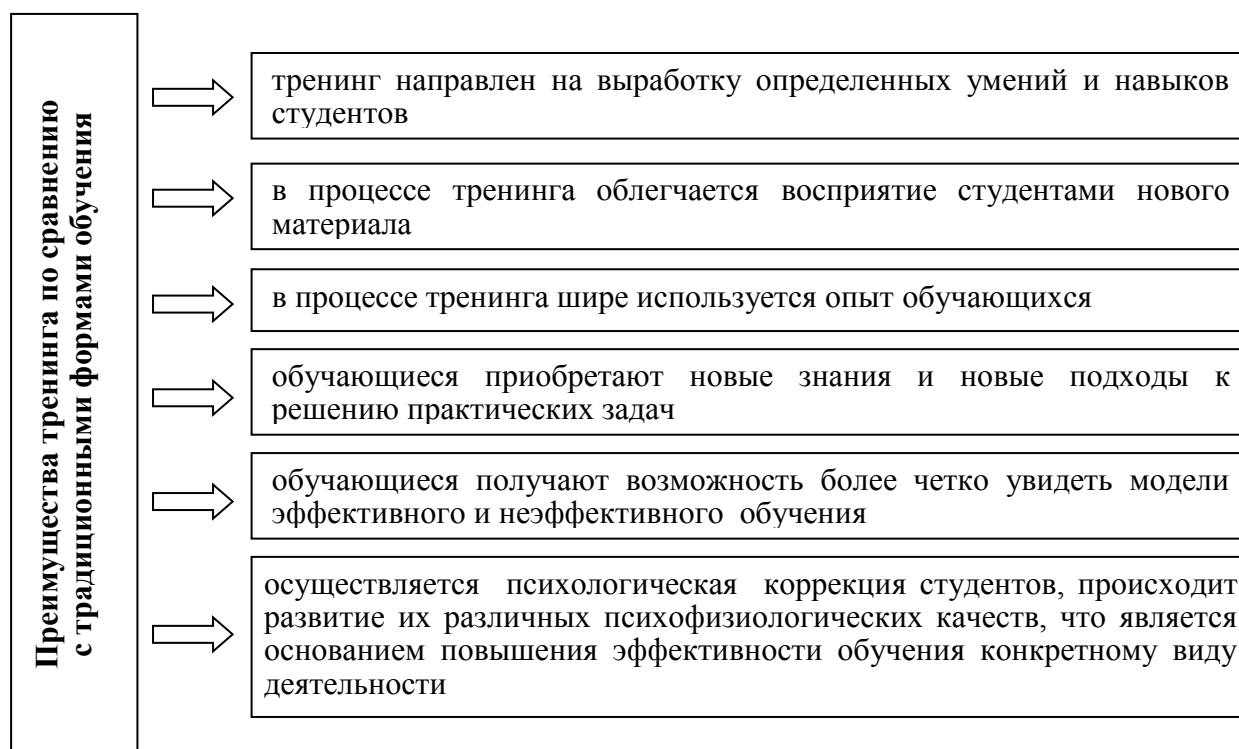 Преимущества тренинга по сравнению
с традиционными формами обучения
тренинг направлен на выработку определенных умений и навыков
студентов
в процессе тренинга облегчается восприятие студентами нового
материала
в процессе тренинга шире используется опыт обучающихся
обучающиеся приобретают новые знания и новые подходы к
решению практических задач
обучающиеся получают возможность более четко увидеть модели
эффективного и неэффективного обучения
осуществляется психологическая коррекция студентов, происходит
развитие их различных психофизиологических качеств, что является
основанием повышения эффективности обучения конкретному виду
деятельности